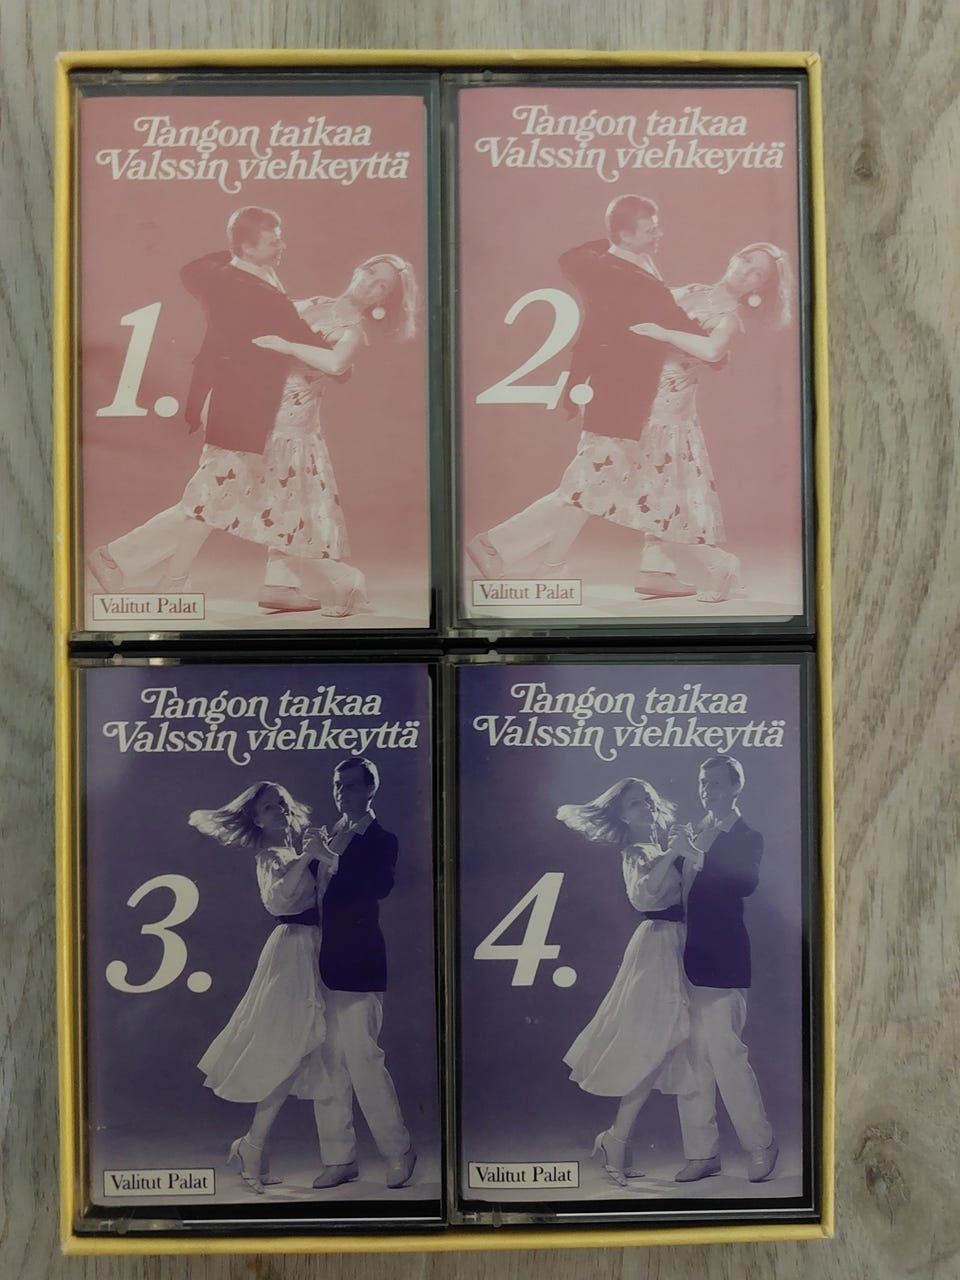 Tangon taikaa
Valssin viehkeyttä
1.
Valitut Palat
Tangon taikaa
Valssin viehkeyttä
2.
Valitut Palat
Tangon taikaa
Valssin viehkeyttä
3.
Valitut Palat
Tangon taikaa
Valssin viehkeyttä
4.
Valitut Palat